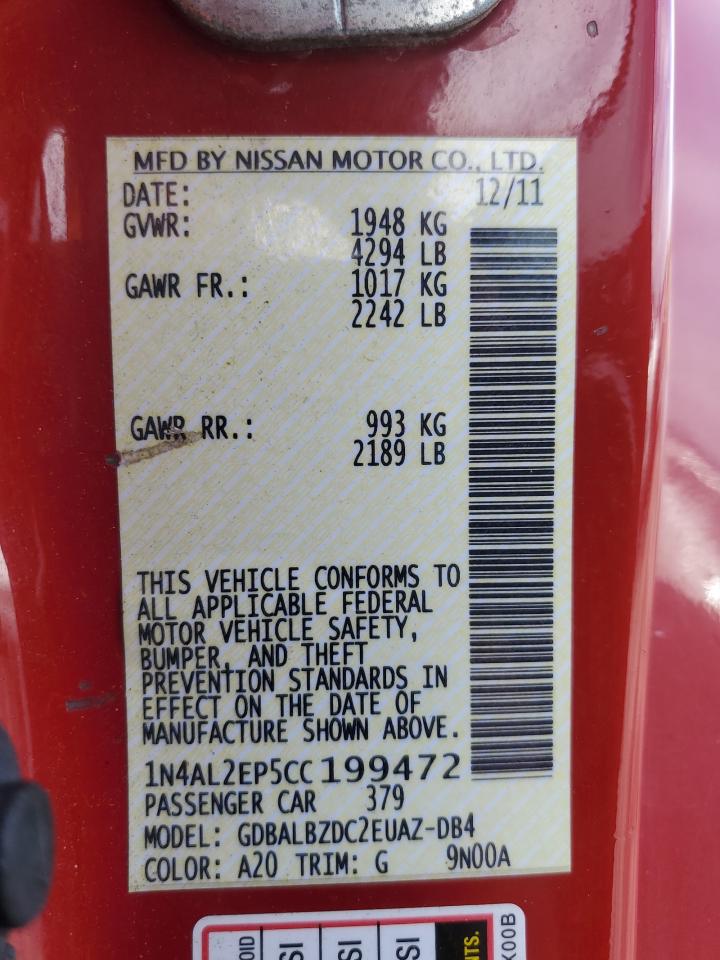 MFD BY NISSAN MOTOR CO., LTD.
DATE: 12/11
GVWR: 1948 KG
4294 LB
GAWR FR.: 1017 KG
2242 LB
GAWR RR.: 993 KG
2189 LB
THIS VEHICLE CONFORMS TO
ALL APPLICABLE FEDERAL
MOTOR VEHICLE SAFETY,
BUMPER, AND THEFT
PREVENTION STANDARDS IN
EFFECT ON THE DATE OF
MANUFACTURE SHOWN ABOVE.
1N4AL2EP5CC199472
PASSENGER CAR 379
MODEL: GDBALBZDC2EUAZ-DB4
COLOR: A20 TRIM: G 9N00A